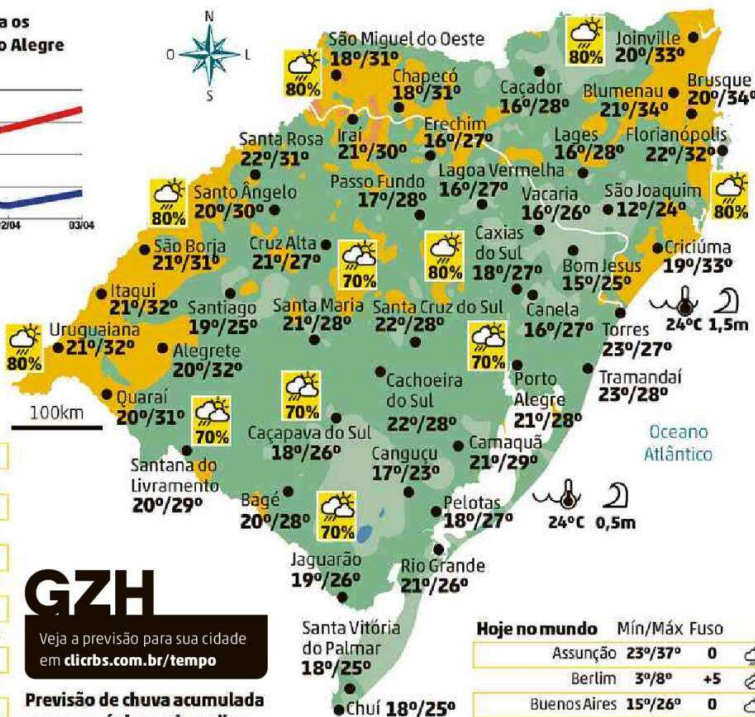 a os
o Alegre
02/04
03/04
N
O
L
S
São Miguel do Oeste
18º/31º
80%
Chapecó
18º/31º
Caçador
16º/28º
80%
Joinville
20º/33º
Blumenau
21º/34º
Brusque
20º/34º
Iraí
21º/30º
Erechim
16º/27º
Lages
16º/28º
Florianópolis
22º/32º
Santa Rosa
22º/31º
Passo Fundo
17º/28º
Lagoa Vermelha
16º/27º
Vacaria
16º/26º
São Joaquim
12º/24º
80%
Santo Ângelo
20º/30º
80%
São Borja
21º/31º
Cruz Alta
21º/27º
70%
80%
Caxias
do Sul
18º/27º
Bom Jesus
15º/25º
Criciúma
19º/33º
Itaqui
21º/32º
Santiago
19º/25º
Santa Maria
21º/28º
Santa Cruz do Sul
22º/28º
Canela
16º/27º
Torres
23º/27º
24ºC 1,5m
Uruguaiana
21º/32º
80%
Alegrete
20º/32º
70%
Porto
Alegre
21º/28º
Tramandaí
23º/28º
Cachoeira
do Sul
22º/28º
Quaraí
20º/31º
100km
70%
70%
Caçapava do Sul
18º/26º
Canguçu
17º/23º
Camaquã
21º/29º
Oceano
Atlântico
Santana do
Livramento
20º/29º
Bagé
20º/28º
70%
Pelotas
18º/27º
24ºC 0,5m
Jaguarão
19º/26º
Rio Grande
21º/26º
GZH
Veja a previsão para sua cidade
em clicrbs.com.br/tempo
Santa Vitória
do Palmar
18º/25º
Chuí 18º/25º
Previsão de chuva acumulada
Hoje no mundo Mín/Máx Fuso
Assunção 23º/37º 0
Berlim 3º/8º +5
Buenos Aires 15º/26º 0